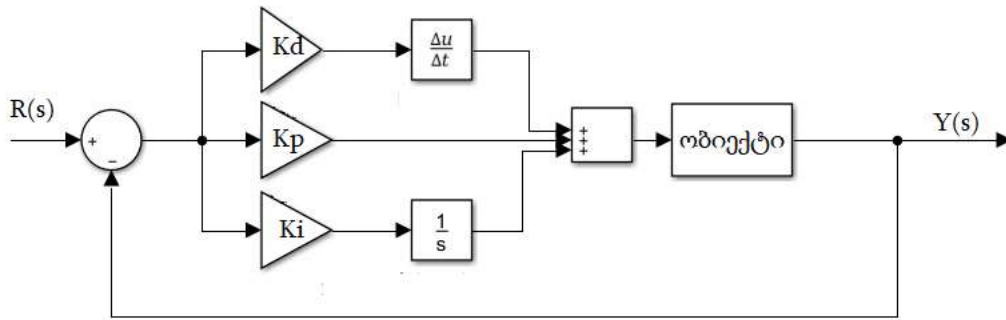 Kd
Δu
Δt
R(s)
+
−
Kp
+
+
+
ობიექტი
Y(s)
Ki
1
s